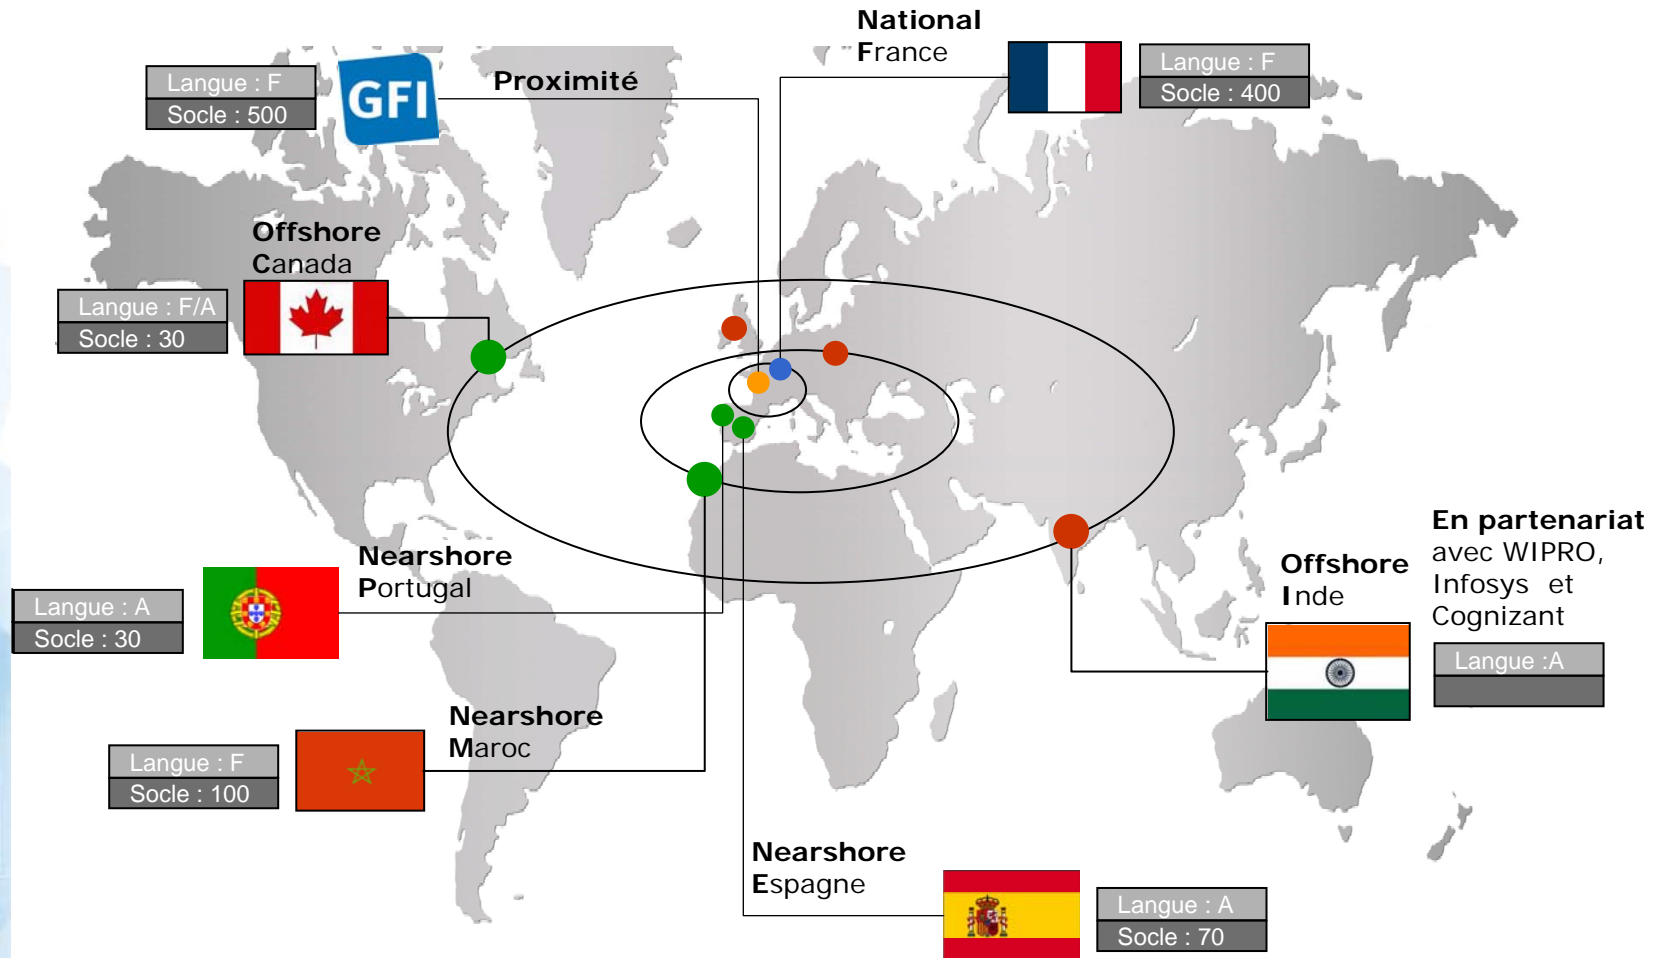 National
France
Langue : F
Socle : 400
Langue : F
Socle : 500
GFI
Proximité
Offshore
Canada
Langue : F/A
Socle : 30
Nearshore
Portugal
Langue : A
Socle : 30
Nearshore
Maroc
Langue : F
Socle : 100
Nearshore
Espagne
Langue : A
Socle : 70
Offshore
Inde
En partenariat
avec WIPRO,
Infosys et
Cognizant
Langue :A